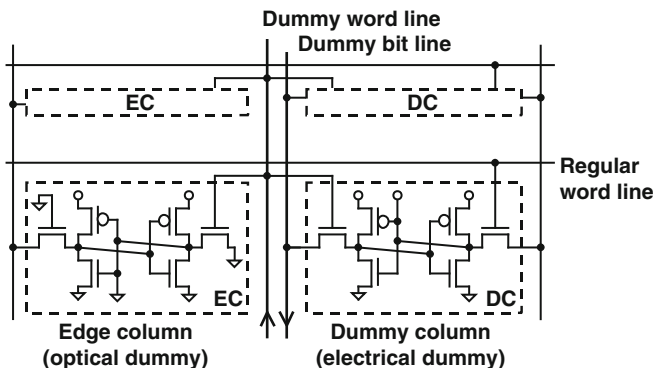 Dummy word line
Dummy bit line
EC
DC
Regular
word line
EC
DC
Edge column
(optical dummy)
Dummy column
(electrical dummy)